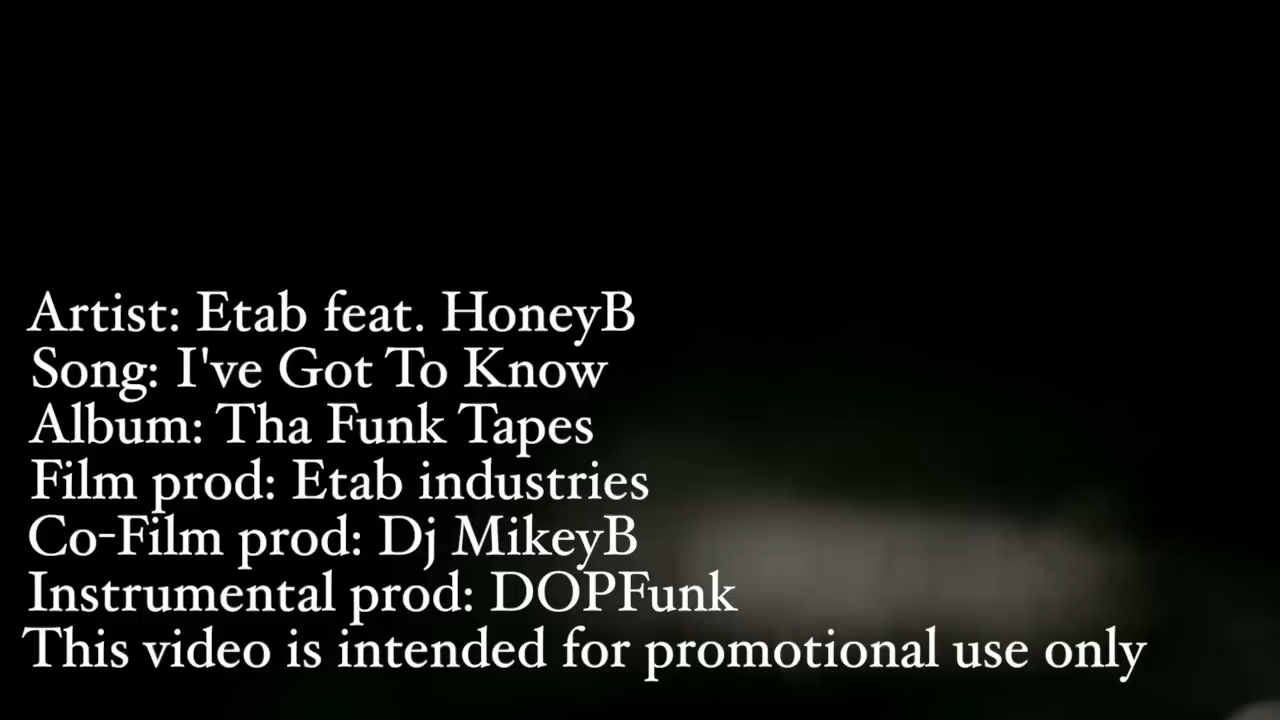 Artist: Etab feat. HoneyB
Song: I've Got To Know
Album: Tha Funk Tapes
Film prod: Etab industries
Co-Film prod: Dj MikeyB
Instrumental prod: DOPFunk
This video is intended for promotional use only